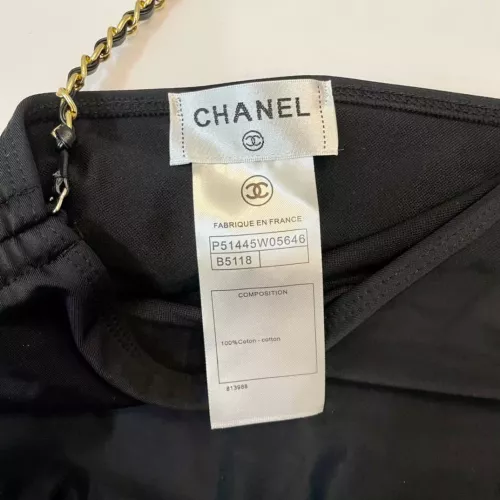 CHANEL
FABRIQUE EN FRANCE
P51445W05646
B5118
COMPOSITION
100%Coton - cotton
813988